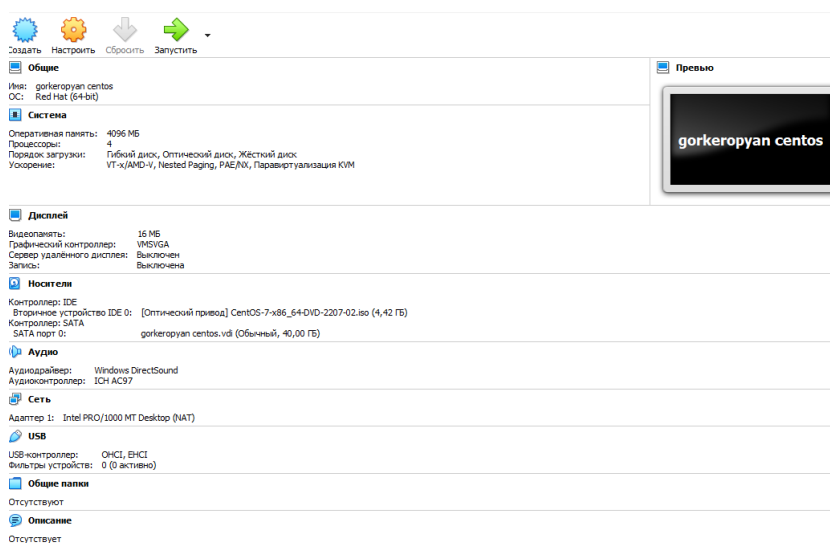 Создать Настроить Сбросить Запустить
Общие
Имя: gorkeropyan centos
ОС: Red Hat (64-bit)
Система
Оперативная память: 4096 МБ
Процессоры: 4
Порядок загрузки: Гибкий диск, Оптический диск, Жёсткий диск
Ускорение: VT-x/AMD-V, Nested Paging, PAE/NX, Паравиртуализация KVM
Превью
gorkeropyan centos
Дисплей
Видеопамять: 16 МБ
Графический контроллер: VMSVGA
Сервер удалённого дисплея: Выключен
Запись: Выключена
Носители
Контроллер: IDE
Вторичное устройство IDE 0: [Оптический привод] CentOS-7-x86_64-DVD-2207-02.iso (4,42 ГБ)
Контроллер: SATA
SATA порт 0: gorkeropyan centos.vdi (Обычный, 40,00 ГБ)
Аудио
Аудиодрайвер: Windows DirectSound
Аудиоконтроллер: ICH AC97
Сеть
Адаптер 1: Intel PRO/1000 MT Desktop (NAT)
USB
USB-контроллер: OHCI, EHCI
Фильтры устройств: 0 (0 активно)
Общие папки
Отсутствуют
Описание
Отсутствует